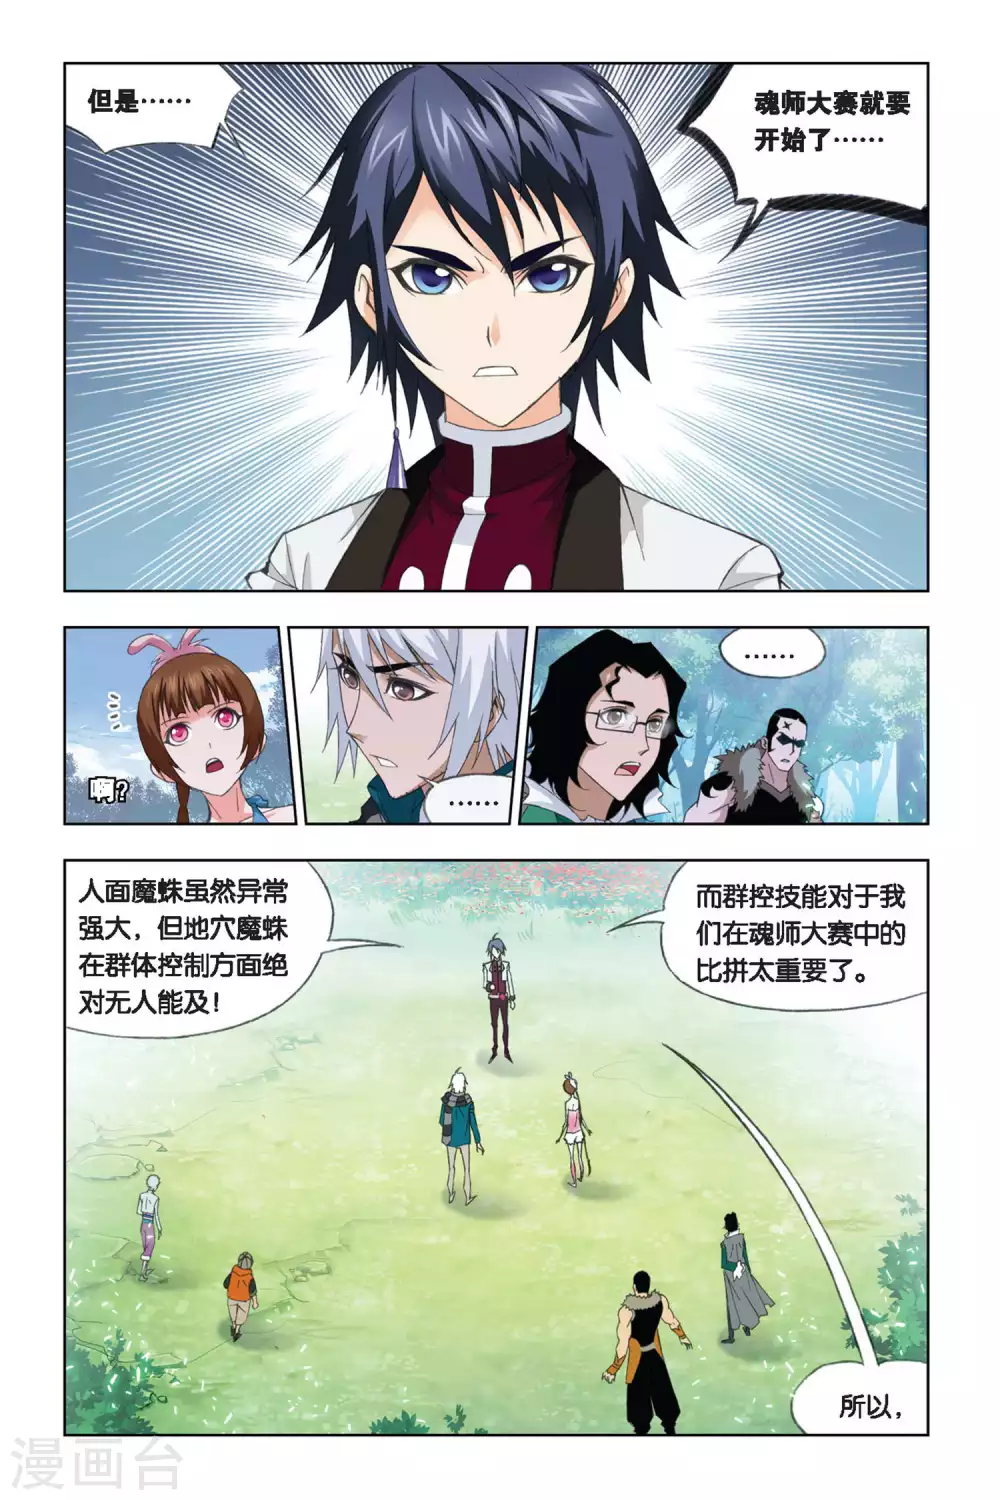 但是……
魂师大赛就要
开始了……
啊?
……
……
人面魔蛛虽然异常
强大，但地穴魔蛛
在群体控制方面绝
对无人能及!
而群控技能对于我
们在魂师大赛中的
比拼太重要了。
所以，
漫画台